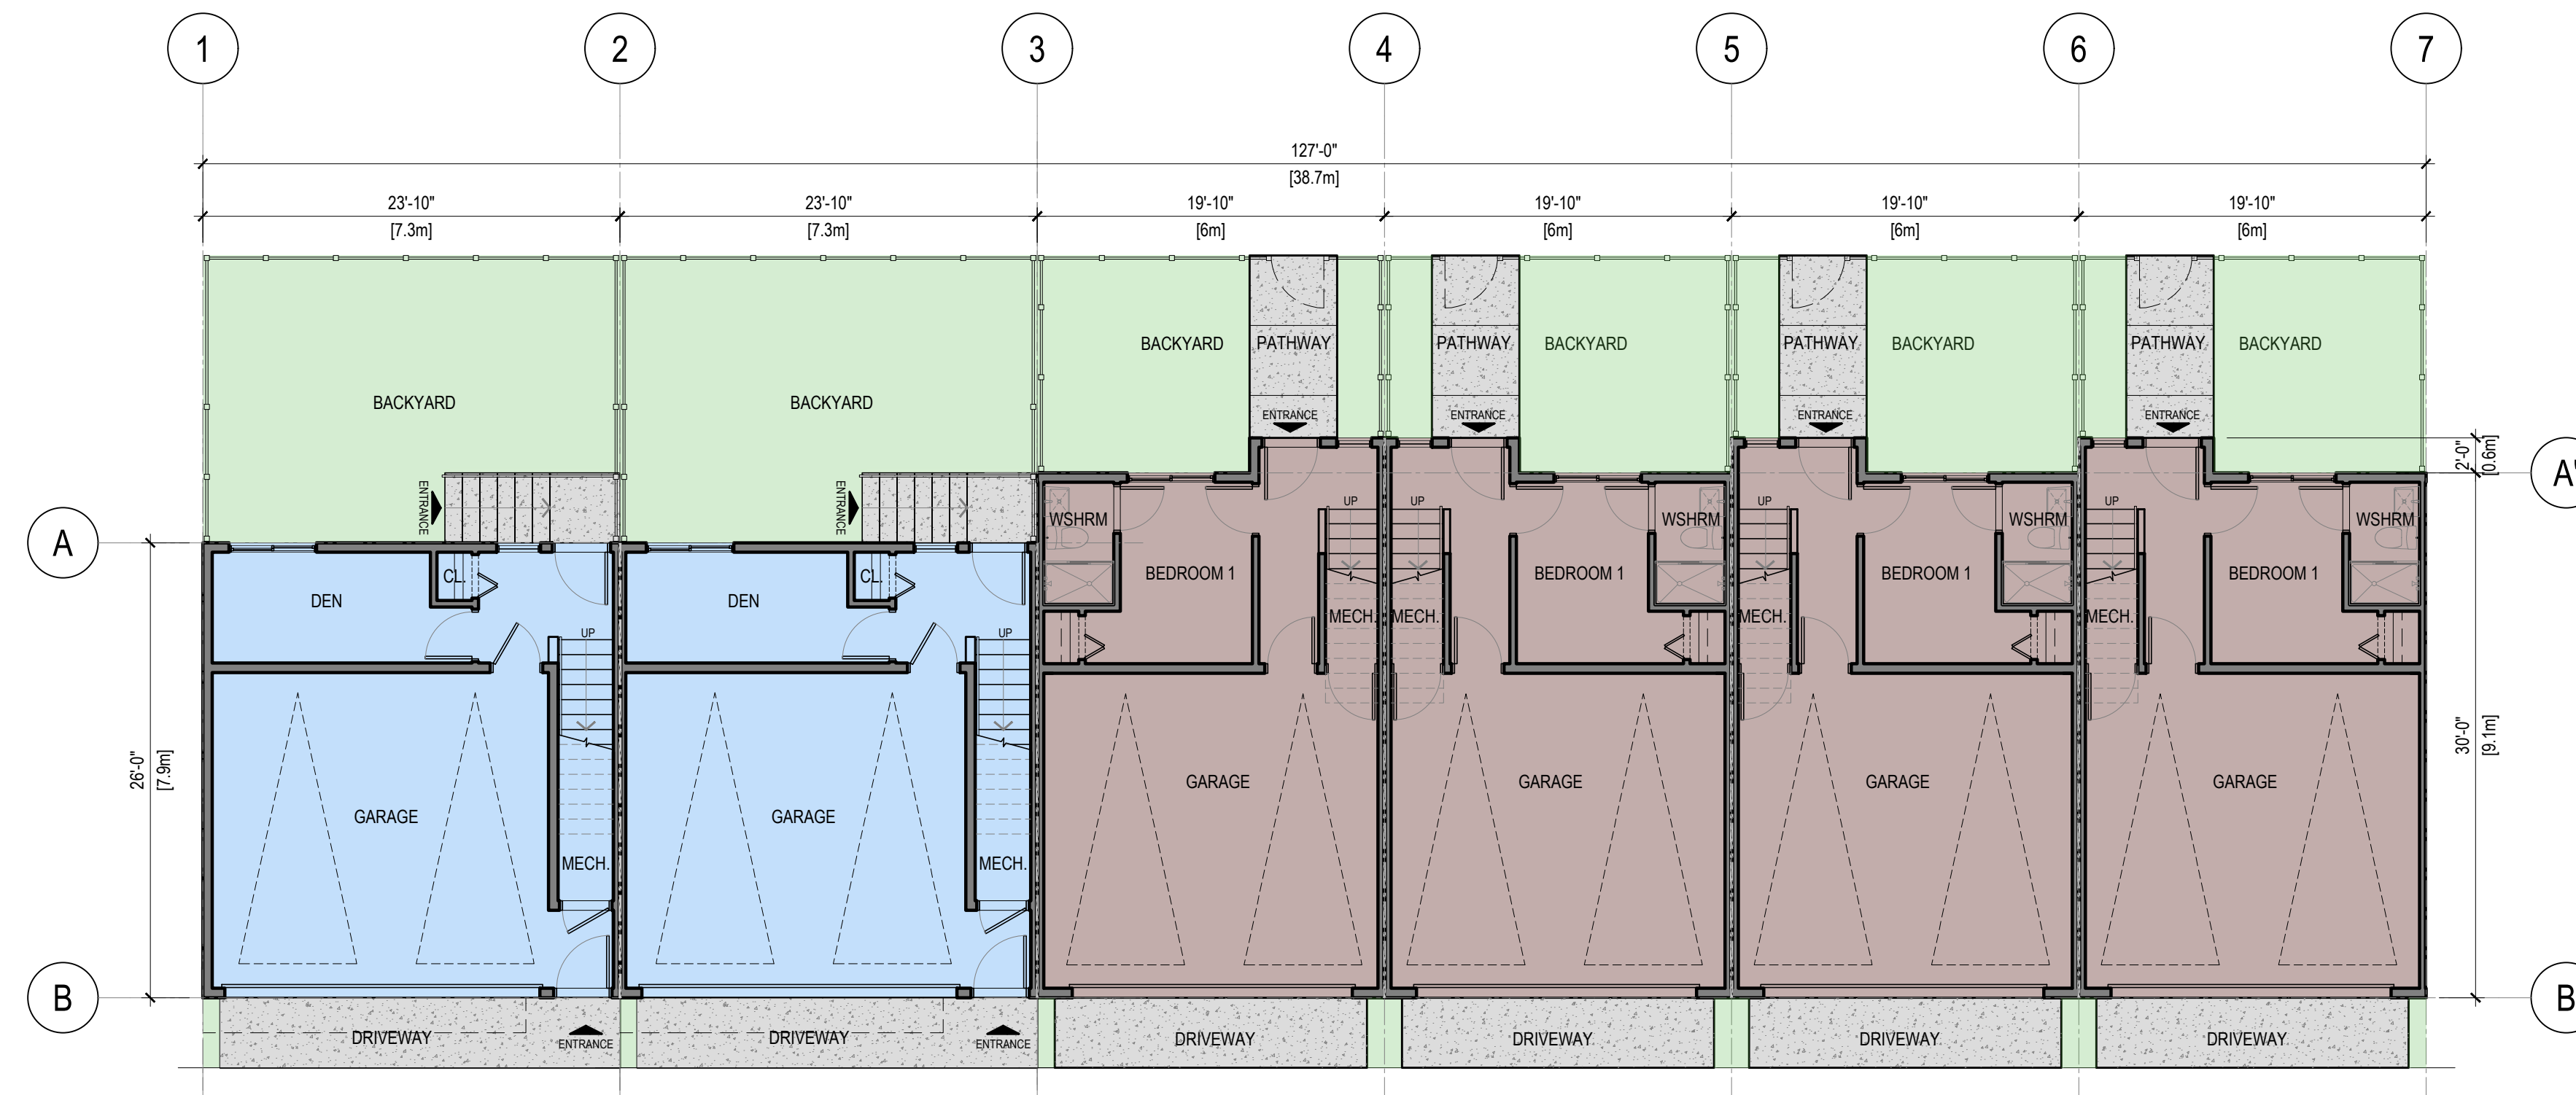 1 2 3 4 5 6 7
127'-0"
[38.7m]
23'-10" 23'-10" 19'-10" 19'-10" 19'-10" 19'-10"
[7.3m] [7.3m] [6m] [6m] [6m] [6m]
BACKYARD PATHWAY PATHWAY BACKYARD PATHWAY BACKYARD PATHWAY BACKYARD
BACKYARD BACKYARD
ENTRANCE ENTRANCE ENTRANCE ENTRANCE
2'-0"
[0.6m]
A'
ENTRANCE ENTRANCE
UP UP UP UP
WSHRM WSHRM WSHRM WSHRM
A
CL. CL.
BEDROOM 1 BEDROOM 1 BEDROOM 1 BEDROOM 1
DEN DEN
MECH. MECH. MECH. MECH.
UP UP
30'-0"
[9.1m]
26'-0"
[7.9m]
GARAGE GARAGE GARAGE GARAGE
GARAGE GARAGE
MECH. MECH.
B B
DRIVEWAY DRIVEWAY DRIVEWAY DRIVEWAY DRIVEWAY DRIVEWAY
ENTRANCE ENTRANCE